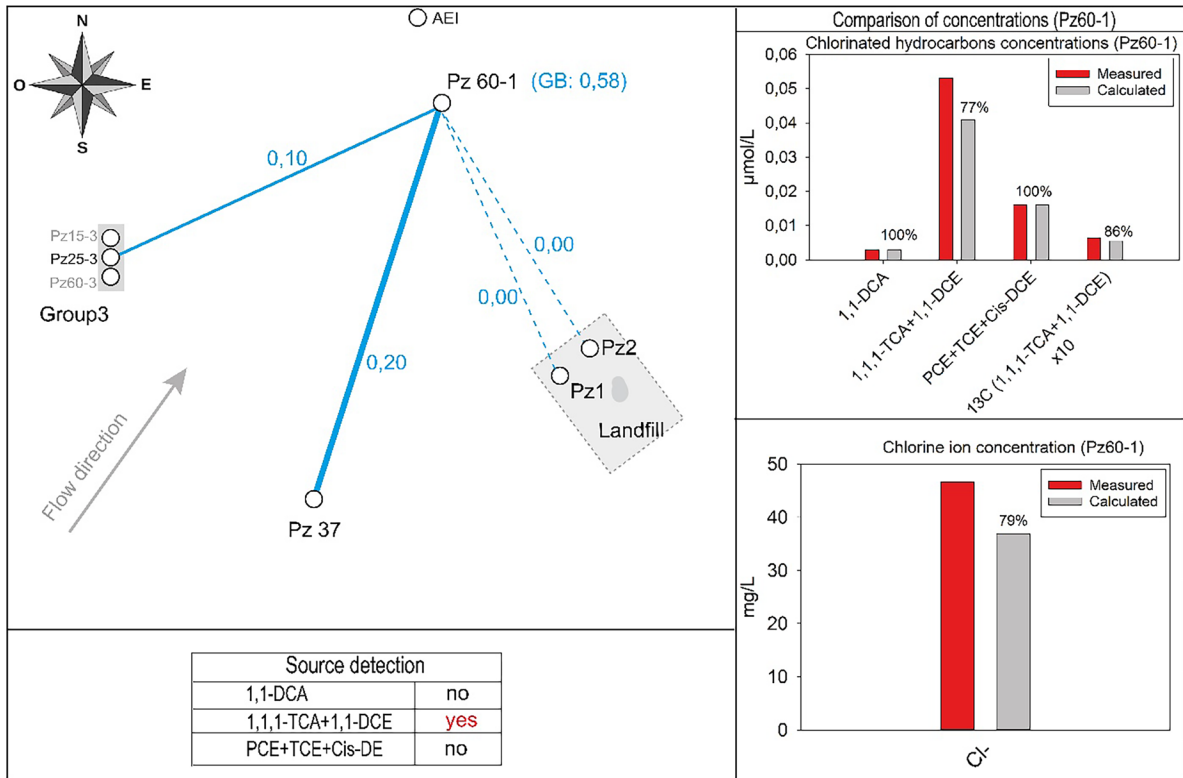 AEI
N
O
E
S
Pz 60-1 (GB: 0,58)
0,10
Pz15-3
Pz25-3
Pz60-3
Group3
0,00
0,00
0,20
Pz2
Pz1
Landfill
Flow direction
Pz 37
Source detection
1,1-DCA no
1,1,1-TCA+1,1-DCE yes
PCE+TCE+Cis-DE no
Comparison of concentrations (Pz60-1)
Chlorinated hydrocarbons concentrations (Pz60-1)
0,06
0,05
0,04
0,03
0,02
0,01
0,00
µmol/L
Measured
Calculated
100%
77%
100%
86%
1,1-DCA
1,1,1-TCA+1,1-DCE
PCE+TCE+Cis-DCE
13C (1,1,1-TCA+1,1-DCE)
x10
Chlorine ion concentration (Pz60-1)
50
40
30
20
10
0
mg/L
Measured
Calculated
79%
Cl-